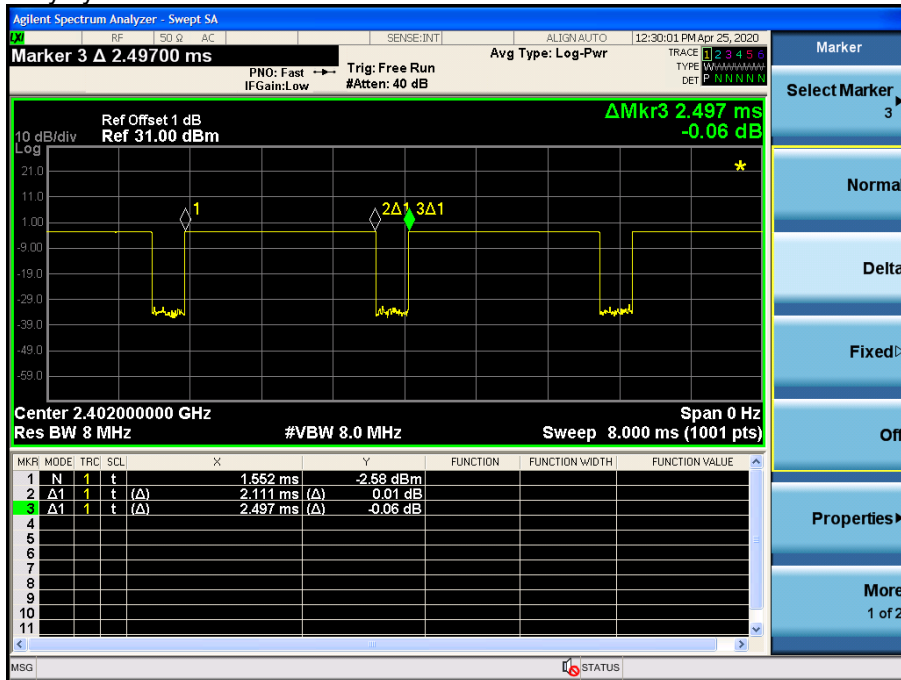 Agilent Spectrum Analyzer - Swept SA
LXI RF 50 Ω AC SENSE:INT ALIGN AUTO 12:30:01 PM Apr 25, 2020
Marker 3 Δ 2.49700 ms
PNO: Fast
IFGain:Low
Trig: Free Run
#Atten: 40 dB
Avg Type: Log-Pwr
TRACE 1 2 3 4 5 6
TYPE
DET P N N N N N
Marker
Select Marker
3
Normal
Delta
Fixed
Off
Properties
More
1 of 2
10 dB/div
Log
Ref Offset 1 dB
Ref 31.00 dBm
ΔMkr3 2.497 ms
-0.06 dB
21.0
11.0
1.00
-9.00
-19.0
-29.0
-39.0
-49.0
-59.0
1
2Δ1
3Δ1
*
Center 2.402000000 GHz Span 0 Hz
Res BW 8 MHz #VBW 8.0 MHz Sweep 8.000 ms (1001 pts)
MKR MODE TRC SCL X Y FUNCTION FUNCTION WIDTH FUNCTION VALUE
1 N 1 t 1.552 ms -2.58 dBm
2 Δ1 1 t (Δ) 2.111 ms (Δ) 0.01 dB
3 Δ1 1 t (Δ) 2.497 ms (Δ) -0.06 dB
4
5
6
7
8
9
10
11
MSG STATUS